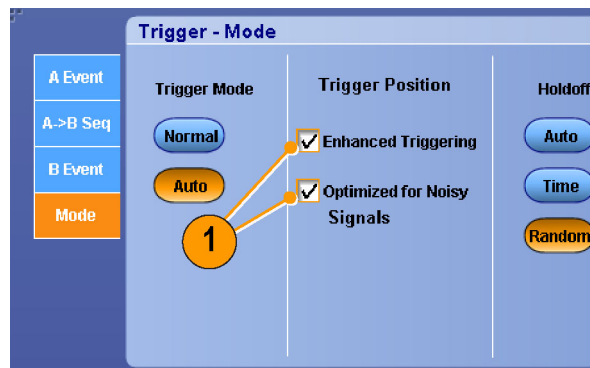 Trigger - Mode
A Event
A->B Seq
B Event
Mode
Trigger Mode
Normal
Auto
1
Trigger Position
Enhanced Triggering
Optimized for Noisy
Signals
Holdoff
Auto
Time
Random